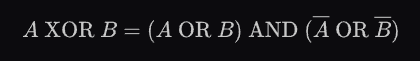 A XOR B = (A OR B) AND (A̅ OR B̅)